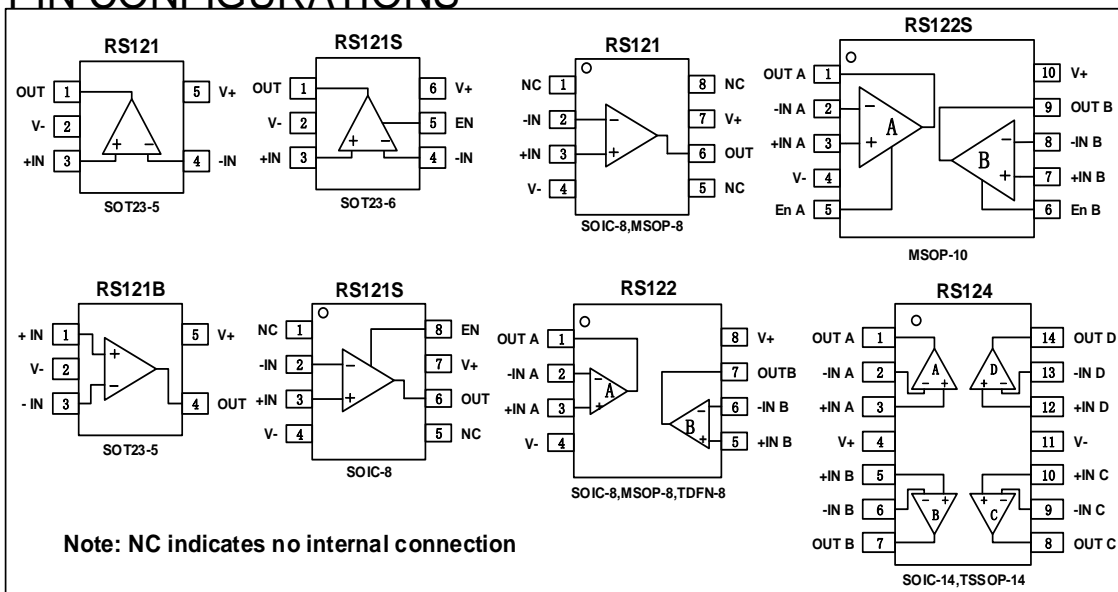 PIN CONFIGURATIONS
RS121
OUT 1
V- 2
+IN 3
5 V+
4 -IN
+ −
SOT23-5
RS121S
OUT 1
V- 2
+IN 3
6 V+
5 EN
4 -IN
+ −
SOT23-6
RS121
NC 1
-IN 2
+IN 3
V- 4
8 NC
7 V+
6 OUT
5 NC
−
+
SOIC-8,MSOP-8
RS122S
OUT A 1
-IN A 2
+IN A 3
V- 4
En A 5
10 V+
9 OUT B
8 -IN B
7 +IN B
6 En B
− A +
− B +
MSOP-10
RS121B
+ IN 1
V- 2
- IN 3
5 V+
4 OUT
+
−
SOT23-5
RS121S
NC 1
-IN 2
+IN 3
V- 4
8 EN
7 V+
6 OUT
5 NC
−
+
SOIC-8
RS122
OUT A 1
-IN A 2
+IN A 3
V- 4
8 V+
7 OUTB
6 -IN B
5 +IN B
− A +
− B +
SOIC-8,MSOP-8,TDFN-8
RS124
OUT A 1
-IN A 2
+IN A 3
V+ 4
+IN B 5
-IN B 6
OUT B 7
14 OUT D
13 -IN D
12 +IN D
11 V-
10 +IN C
9 -IN C
8 OUT C
A − +
D + −
− + B
+ − C
SOIC-14,TSSOP-14
Note: NC indicates no internal connection